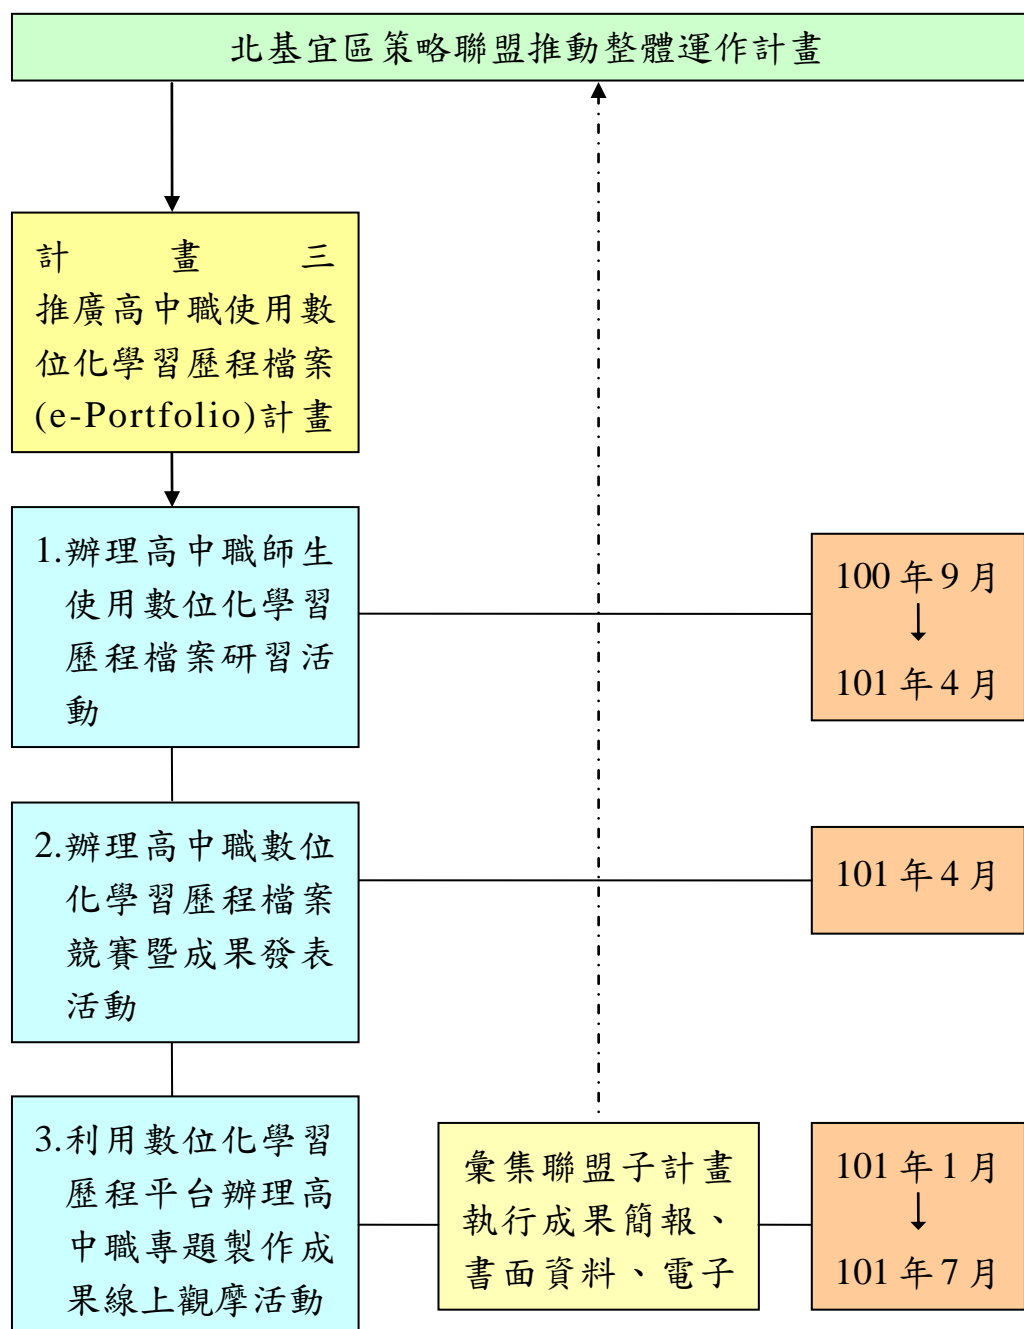 北基宜區策略聯盟推動整體運作計畫
計畫三
推廣高中職使用數
位化學習歷程檔案
(e-Portfolio)計畫
1.辦理高中職師生
使用數位化學習
歷程檔案研習活
動
100年9月
↓
101年4月
2.辦理高中職數位
化學習歷程檔案
競賽暨成果發表
活動
101年4月
3.利用數位化學習
歷程平台辦理高
中職專題製作成
果線上觀摩活動
彙集聯盟子計畫
執行成果簡報、
書面資料、電子
101年1月
↓
101年7月